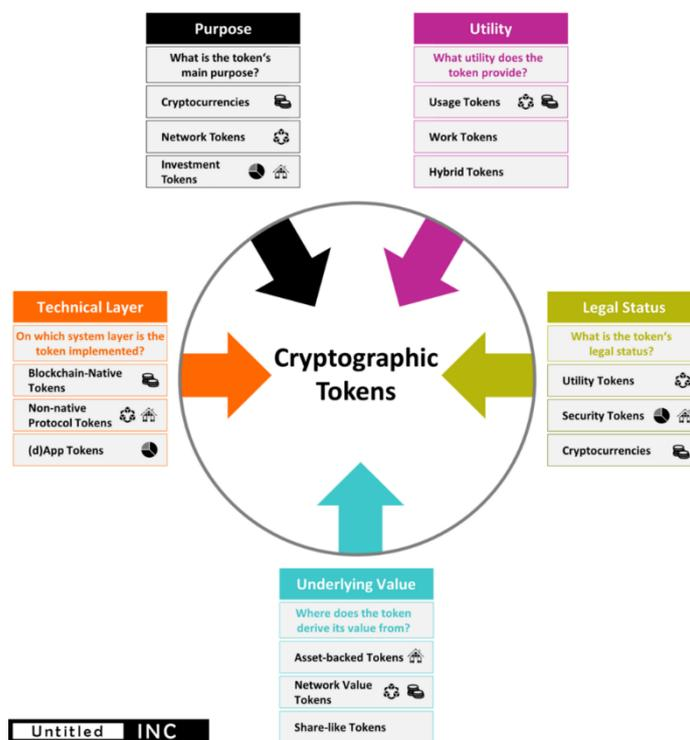 Purpose
What is the token's
main purpose?
Cryptocurrencies
Network Tokens
Investment
Tokens
Utility
What utility does the
token provide?
Usage Tokens
Work Tokens
Hybrid Tokens
Technical Layer
On which system layer is the
token implemented?
Blockchain-Native
Tokens
Non-native
Protocol Tokens
(d)App Tokens
Cryptographic
Tokens
Legal Status
What is the token's
legal status?
Utility Tokens
Security Tokens
Cryptocurrencies
Underlying Value
Where does the token
derive its value from?
Asset-backed Tokens
Network Value
Tokens
Share-like Tokens
Untitled INC